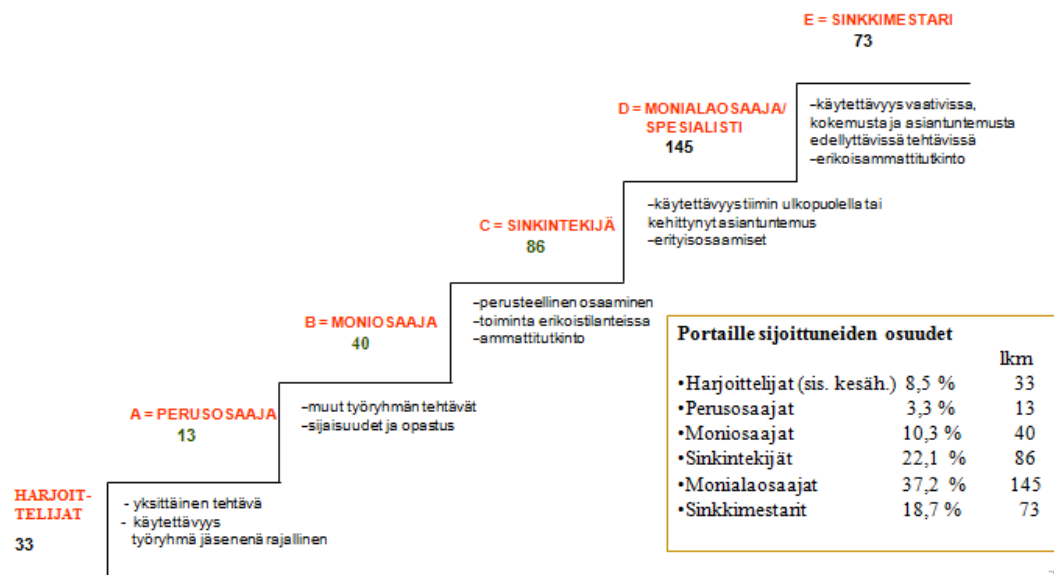 E = SINKKIMESTARI
73
–käytettävyys vaativissa,
kokemusta ja asiantuntemusta
edellyttävissä tehtävissä
–erikoisammattitutkinto
D = MONIALAOSAAJA/
SPESIALISTI
145
–käytettävyys tiimin ulkopuolella tai
kehittynyt asiantuntemus
–erityisosaamiset
C = SINKINTEKIJÄ
86
–perusteellinen osaaminen
–toiminta erikoistilanteissa
–ammattitutkinto
B = MONIOSAAJA
40
–muut työryhmän tehtävät
–sijaisuudet ja opastus
A = PERUSOSAAJA
13
- yksittäinen tehtävä
- käytettävyys
työryhmä jäsenenä rajallinen
HARJOIT-
TELIJAT
33
Portaille sijoittuneiden osuudet
lkm
•Harjoittelijat (sis. kesäh.) 8,5 % 33
•Perusosaajat 3,3 % 13
•Moniosaajat 10,3 % 40
•Sinkintekijät 22,1 % 86
•Monialaosaajat 37,2 % 145
•Sinkkimestarit 18,7 % 73